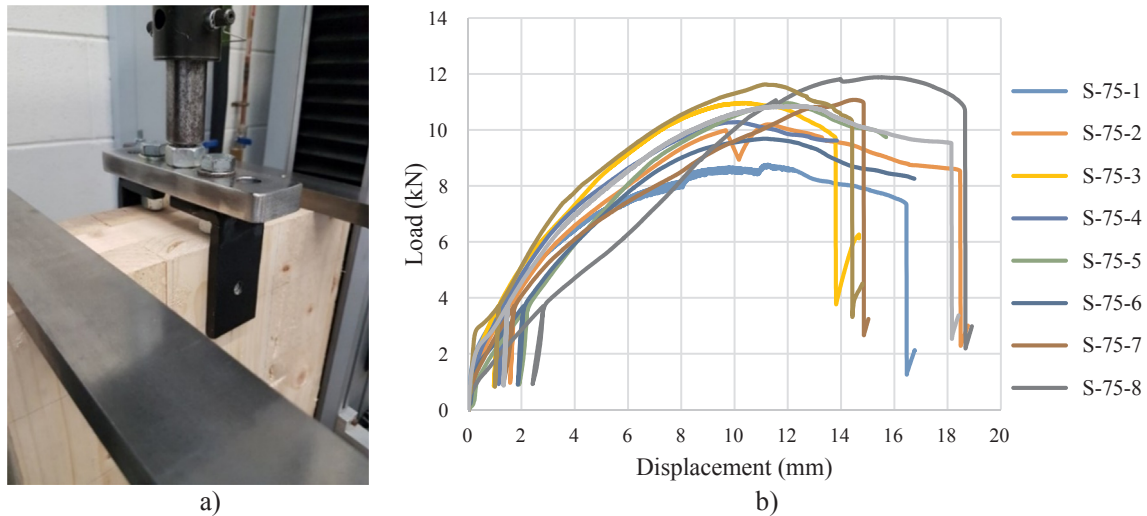 Load (kN)
14
12
10
8
6
4
2
0
0 2 4 6 8 10 12 14 16 18 20
Displacement (mm)
S-75-1
S-75-2
S-75-3
S-75-4
S-75-5
S-75-6
S-75-7
S-75-8
a) b)